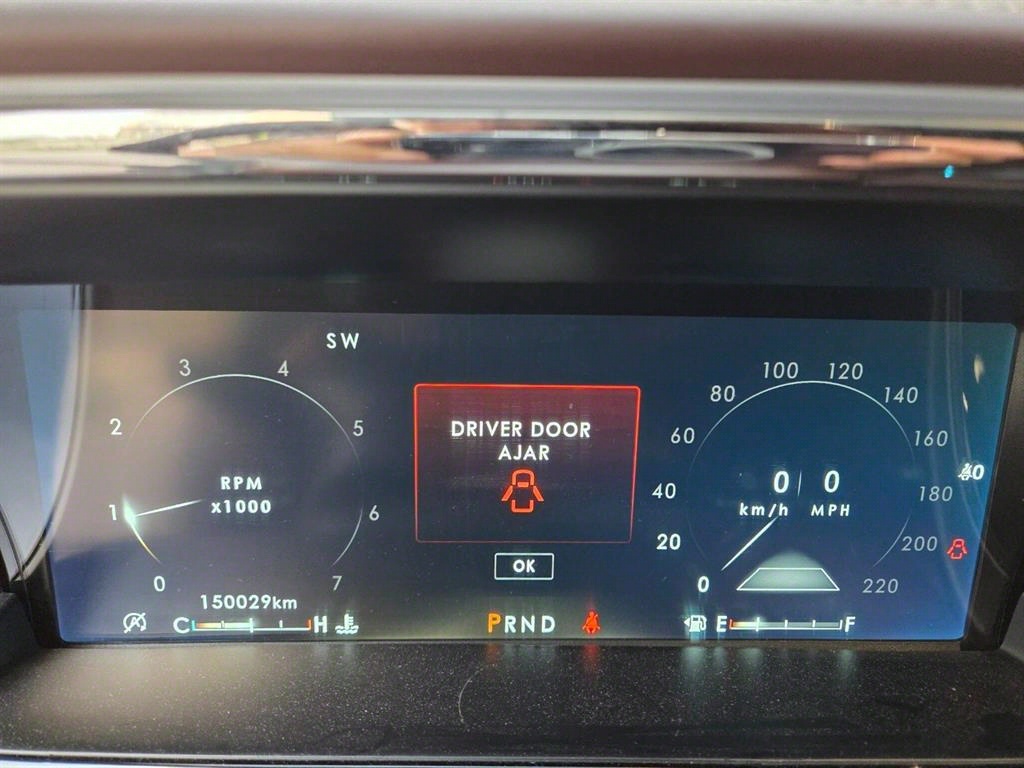 SW
3 4
2 5
1 6
0 7
RPM
x1000
150029km
C H
DRIVER DOOR
AJAR
OK
PRND
100 120
80 140
60 160
40 180
20 200
0 220
0 0
km/h MPH
E F